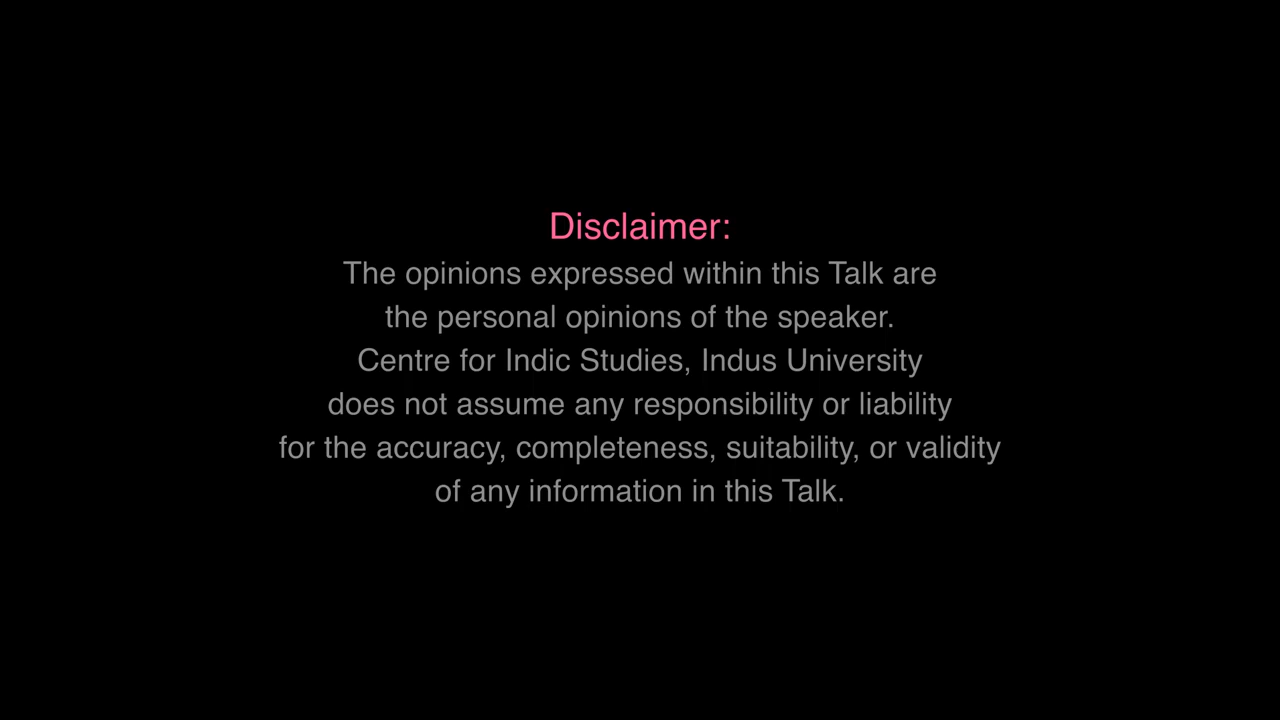 Disclaimer:
The opinions expressed within this Talk are
the personal opinions of the speaker.
Centre for Indic Studies, Indus University
does not assume any responsibility or liability
for the accuracy, completeness, suitability, or validity
of any information in this Talk.